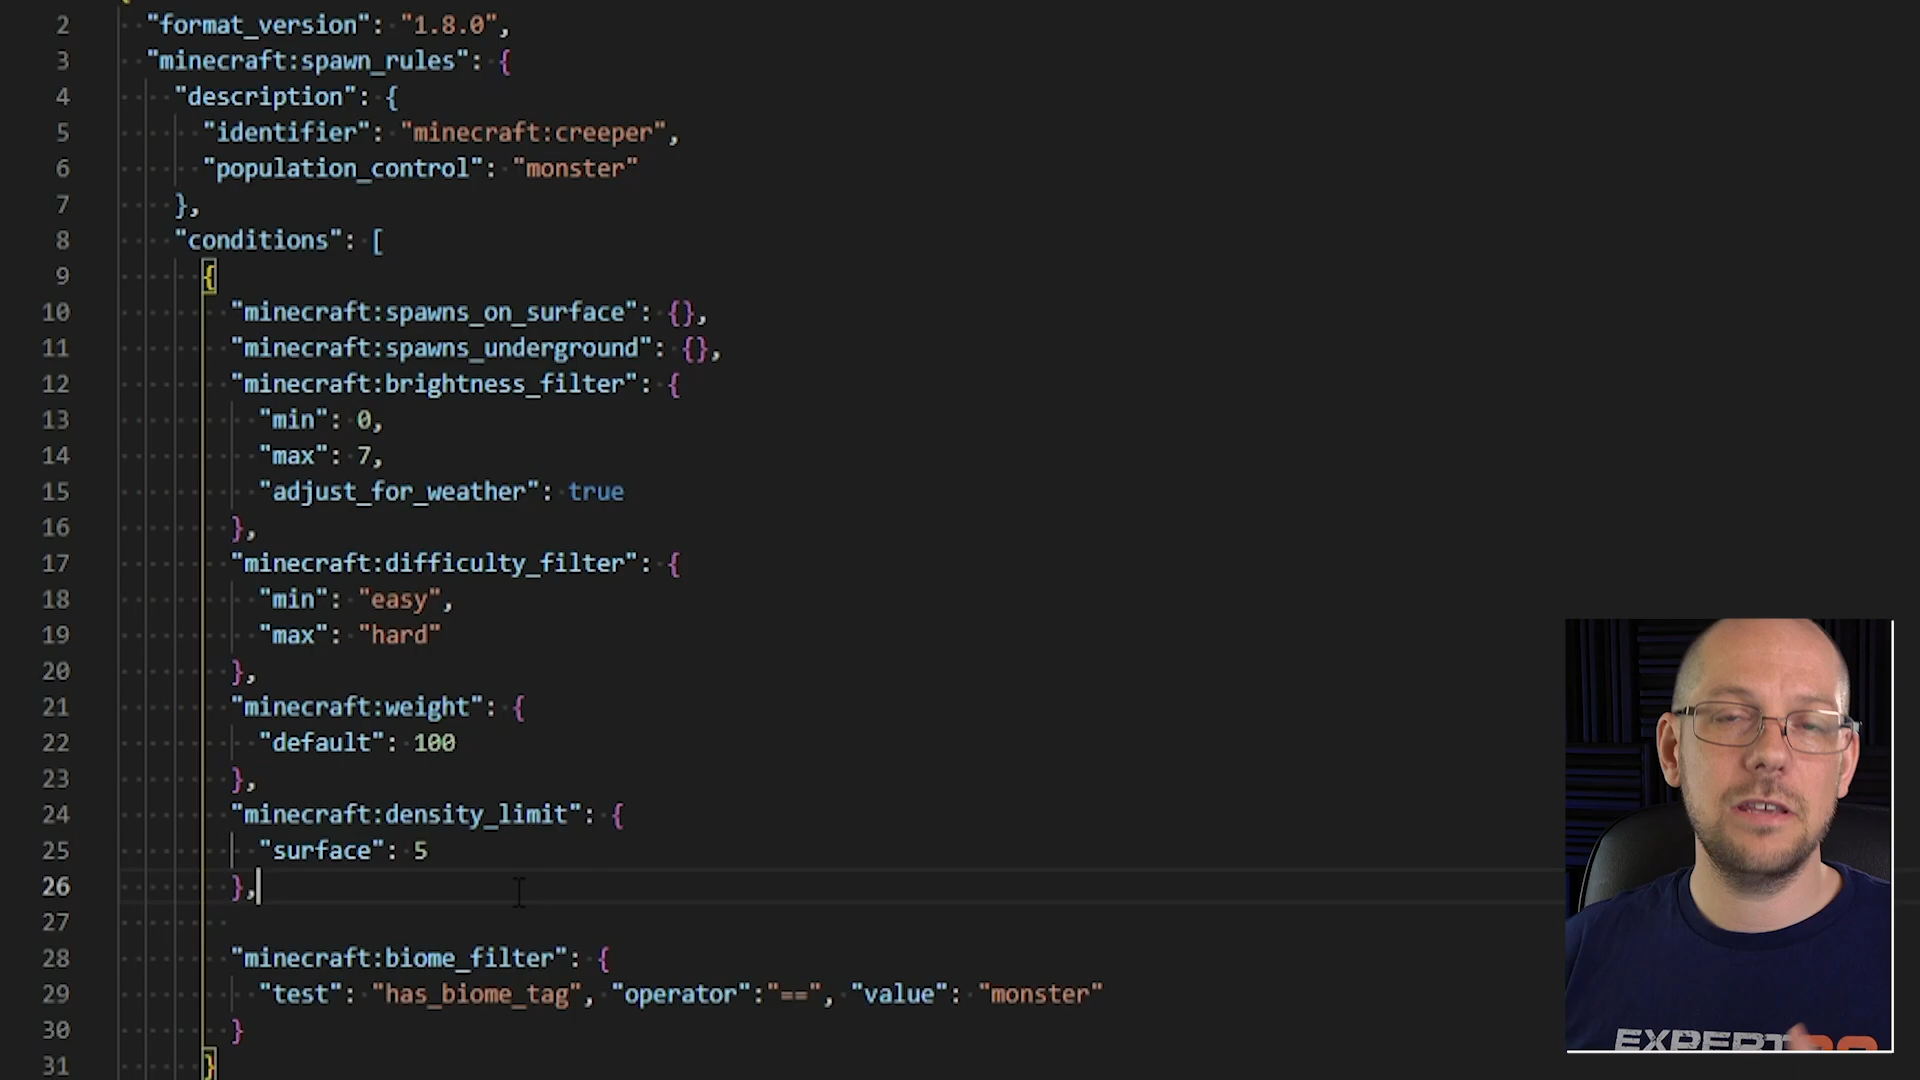 2 "format_version": "1.8.0",
3 "minecraft:spawn_rules": {
4 "description": {
5 "identifier": "minecraft:creeper",
6 "population_control": "monster"
7 },
8 "conditions": [
9 {
10 "minecraft:spawns_on_surface": {},
11 "minecraft:spawns_underground": {},
12 "minecraft:brightness_filter": {
13 "min": 0,
14 "max": 7,
15 "adjust_for_weather": true
16 },
17 "minecraft:difficulty_filter": {
18 "min": "easy",
19 "max": "hard"
20 },
21 "minecraft:weight": {
22 "default": 100
23 },
24 "minecraft:density_limit": {
25 "surface": 5
26 },
27
28 "minecraft:biome_filter": {
29 "test": "has_biome_tag", "operator":"==", "value": "monster"
30 }
31 }
EXPERT